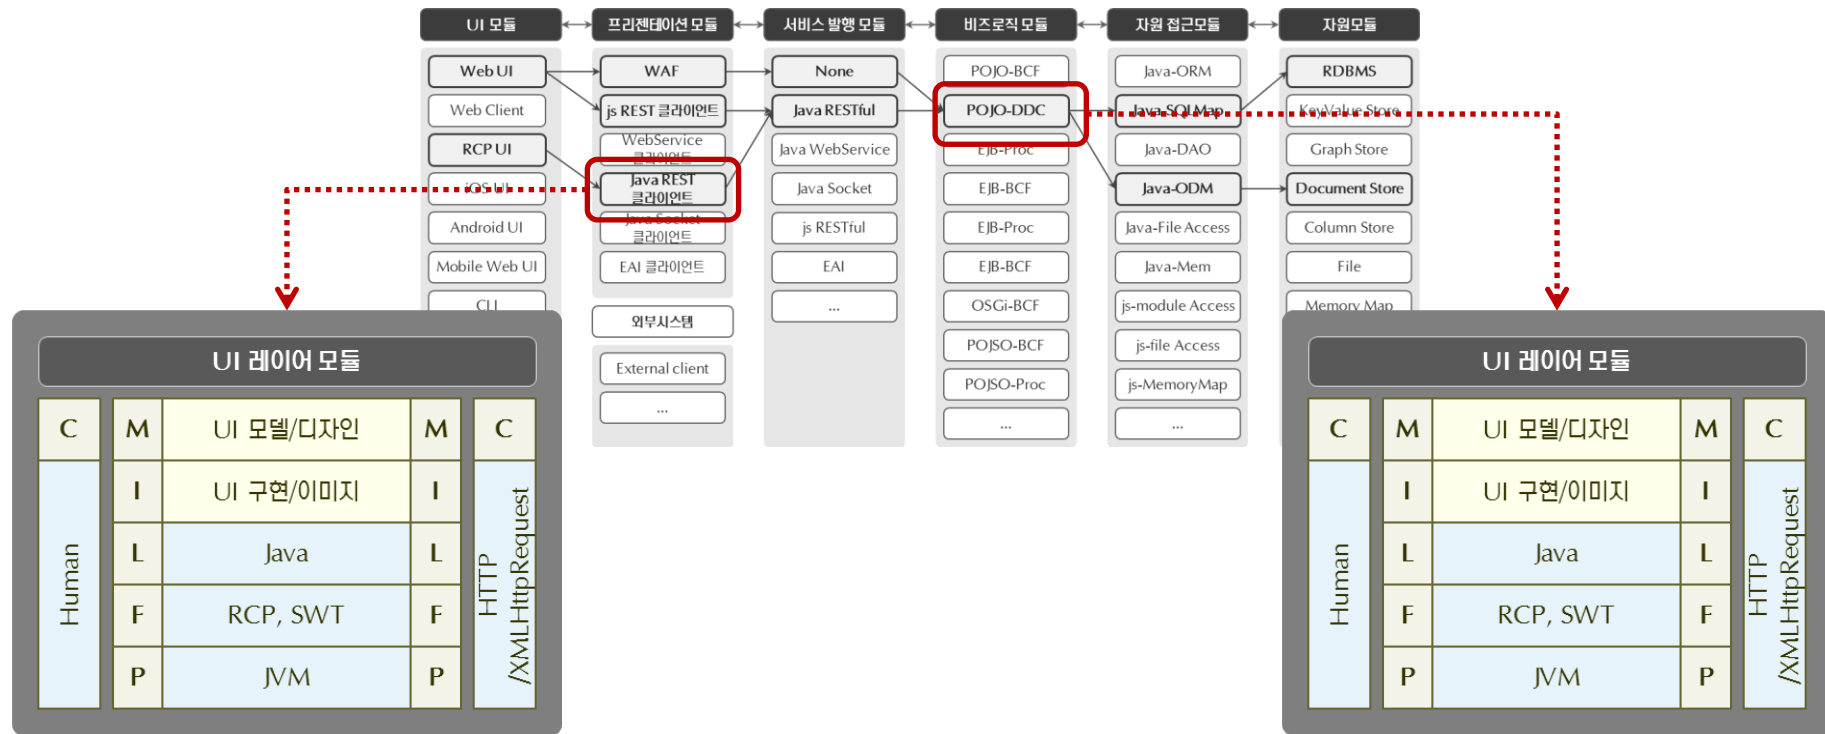 UI 모듈
프리젠테이션 모듈
서비스 발행 모듈
비즈로직 모듈
자원 접근모듈
자원모듈
Web UI
Web Client
RCP UI
iOS UI
Android UI
Mobile Web UI
CLI
WAF
js REST 클라이언트
WebService
클라이언트
Java REST
클라이언트
Java Socket
클라이언트
EAI 클라이언트
외부시스템
External client
...
None
Java RESTful
Java WebService
Java Socket
js RESTful
EAI
...
POJO-BCF
POJO-DDC
EJB-Proc
EJB-BCF
EJB-Proc
EJB-BCF
OSGi-BCF
POJSO-BCF
POJSO-Proc
...
Java-ORM
Java-SQLMap
Java-DAO
Java-ODM
Java-File Access
Java-Mem
js-module Access
js-file Access
js-MemoryMap
...
RDBMS
KeyValue Store
Graph Store
Document Store
Column Store
File
Memory Map
UI 레이어 모듈
C
Human
M
UI 모델/디자인
M
I
UI 구현/이미지
I
L
Java
L
F
RCP, SWT
F
P
JVM
P
C
HTTP
/XMLHttpRequest
UI 레이어 모듈
C
Human
M
UI 모델/디자인
M
I
UI 구현/이미지
I
L
Java
L
F
RCP, SWT
F
P
JVM
P
C
HTTP
/XMLHttpRequest